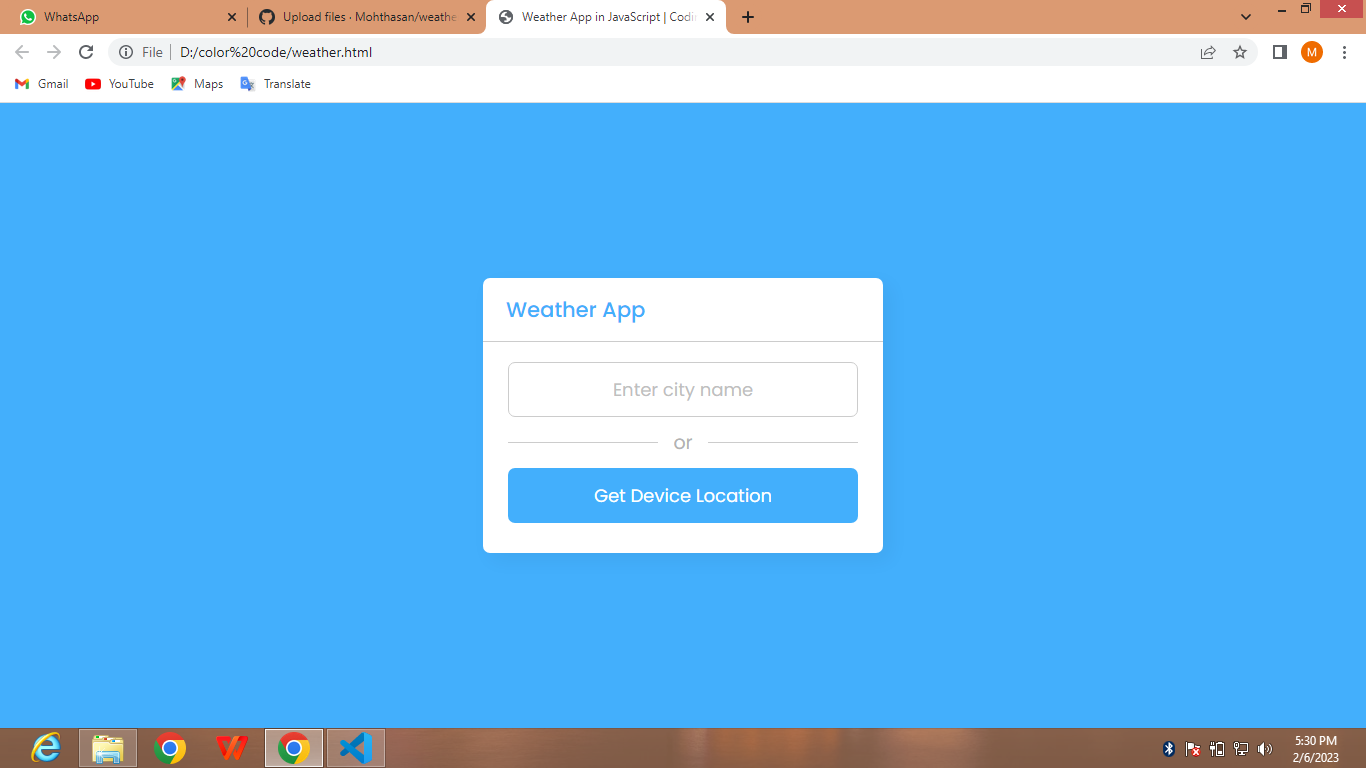 WhatsApp
Upload files · Mohthasan/weathe
Weather App in JavaScript | Codi
File
D:/color%20code/weather.html
M
Gmail
YouTube
Maps
Translate
Weather App
Enter city name
or
Get Device Location
5:30 PM
2/6/2023